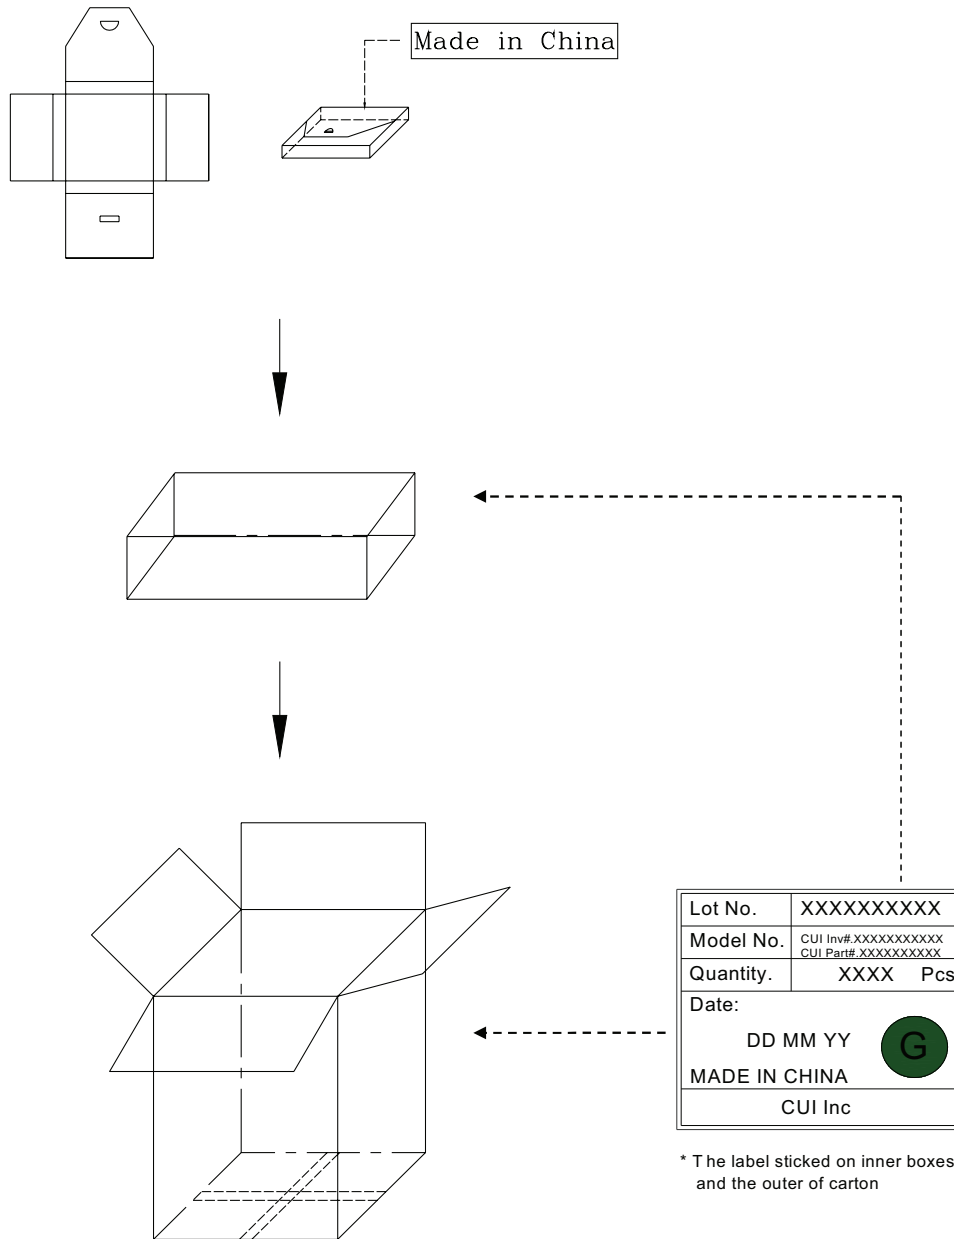 Made in China
Lot No. XXXXXXXXXX
Model No. CUI Inv#.XXXXXXXXXXX
CUI Part#.XXXXXXXXXX
Quantity. XXXX Pcs
Date:
DD MM YY
G
MADE IN CHINA
CUI Inc
* The label sticked on inner boxes
and the outer of carton